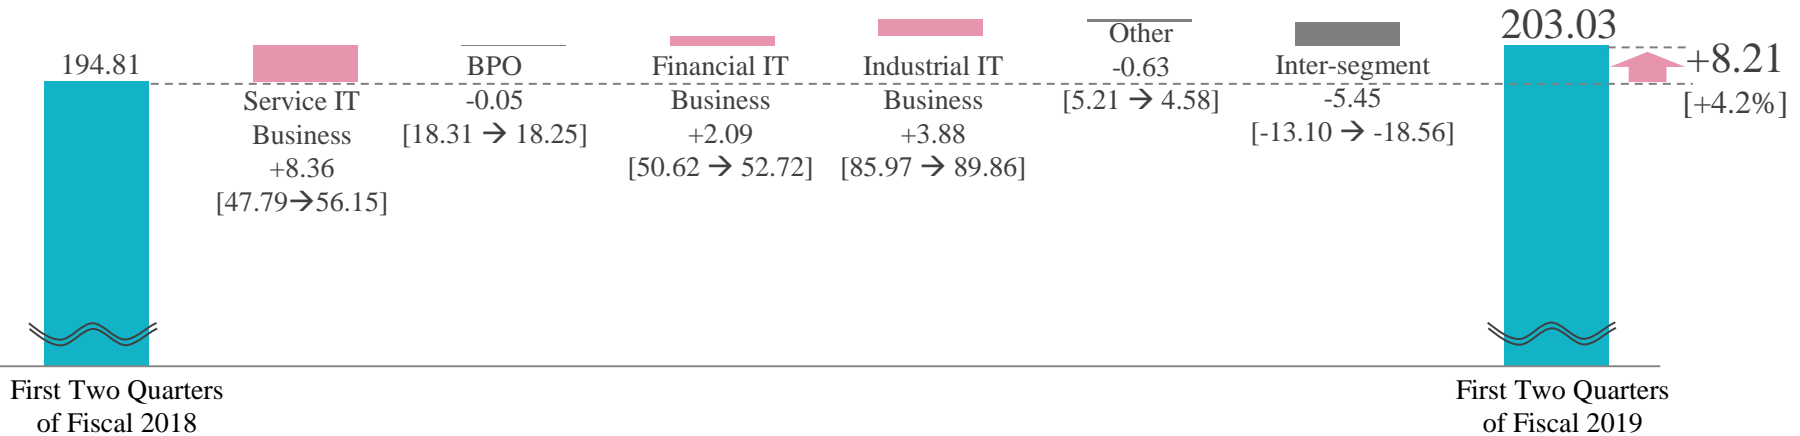 194.81
Service IT
Business
+8.36
[47.79→56.15]
BPO
-0.05
[18.31 → 18.25]
Financial IT
Business
+2.09
[50.62 → 52.72]
Industrial IT
Business
+3.88
[85.97 → 89.86]
Other
-0.63
[5.21 → 4.58]
Inter-segment
-5.45
[-13.10 → -18.56]
203.03
+8.21
[+4.2%]
First Two Quarters
of Fiscal 2018
First Two Quarters
of Fiscal 2019